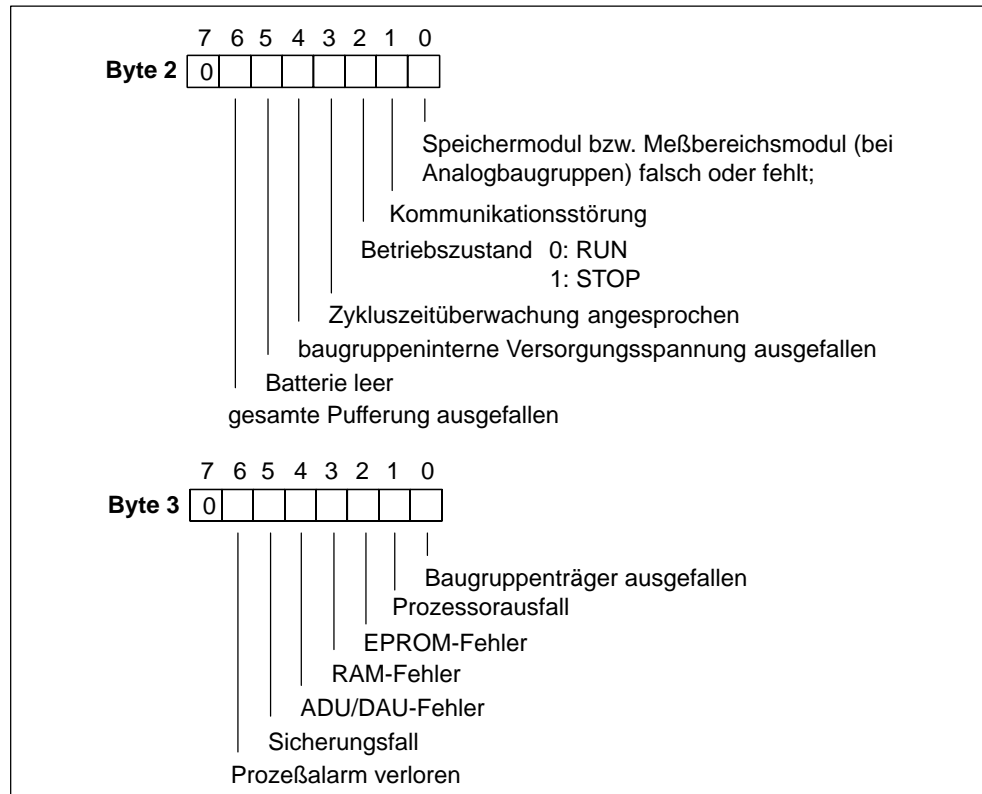 7 6 5 4 3 2 1 0
Byte 2 0
Speichermodul bzw. Meßbereichsmodul (bei
Analogbaugruppen) falsch oder fehlt;
Kommunikationsstörung
Betriebszustand 0: RUN
1: STOP
Zykluszeitüberwachung angesprochen
baugruppeninterne Versorgungsspannung ausgefallen
Batterie leer
gesamte Pufferung ausgefallen
7 6 5 4 3 2 1 0
Byte 3 0
Baugruppenträger ausgefallen
Prozessorausfall
EPROM-Fehler
RAM-Fehler
ADU/DAU-Fehler
Sicherungsfall
Prozeßalarm verloren